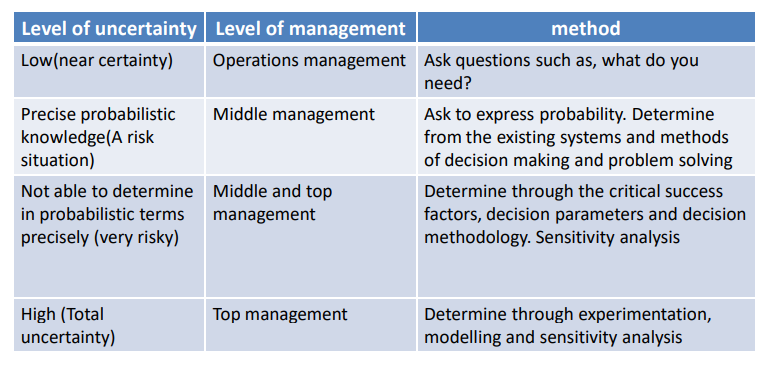 Level of uncertainty Level of management method
Low(near certainty) Operations management Ask questions such as, what do you
need?
Precise probabilistic Middle management Ask to express probability. Determine
knowledge(A risk from the existing systems and methods
situation) of decision making and problem solving
Not able to determine Middle and top Determine through the critical success
in probabilistic terms management factors, decision parameters and decision
precisely (very risky) methodology. Sensitivity analysis
High (Total Top management Determine through experimentation,
uncertainty) modelling and sensitivity analysis